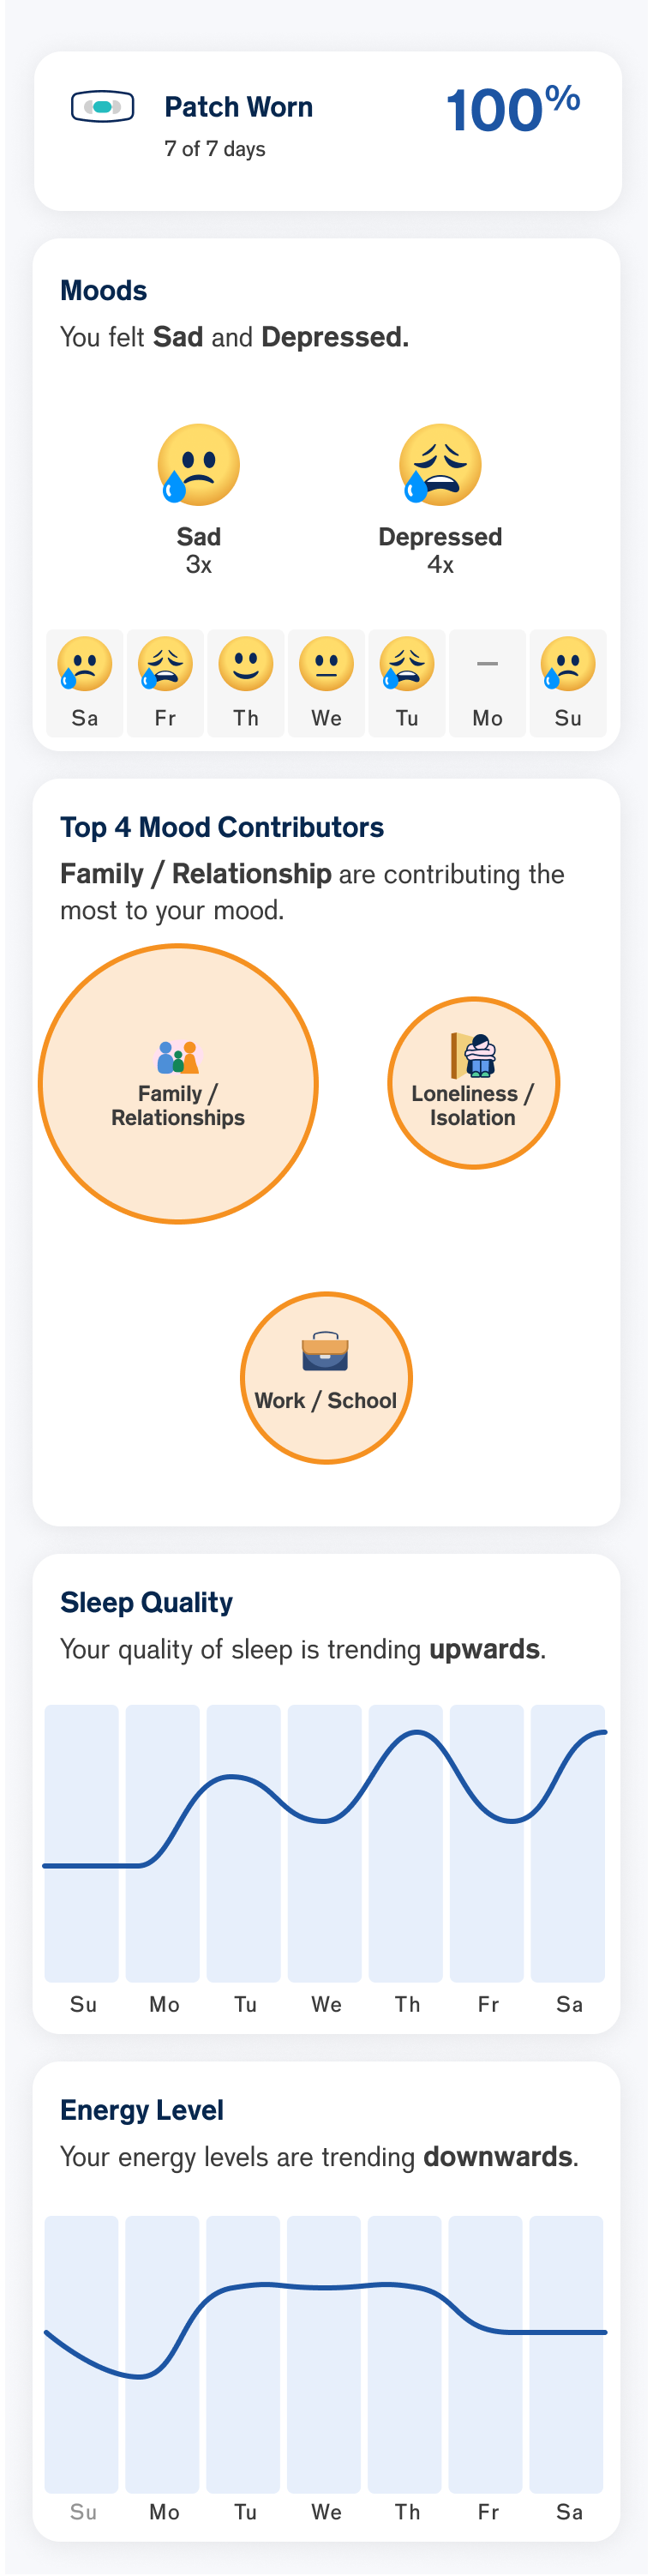 Patch Worn
100%
7 of 7 days
Moods
You felt Sad and Depressed.
Sad
3x
Depressed
4x
Sa Fr Th We Tu Mo Su
Top 4 Mood Contributors
Family / Relationship are contributing the
most to your mood.
Family /
Relationships
Loneliness /
Isolation
Work / School
Sleep Quality
Your quality of sleep is trending upwards.
Su Mo Tu We Th Fr Sa
Energy Level
Your energy levels are trending downwards.
Su Mo Tu We Th Fr Sa